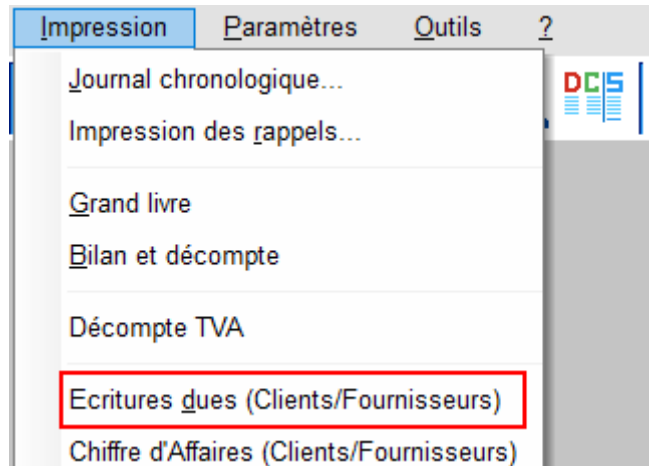 Impression Paramètres Outils ?
DCS
Journal chronologique...
Impression des rappels...
Grand livre
Bilan et décompte
Décompte TVA
Ecritures dues (Clients/Fournisseurs)
Chiffre d'Affaires (Clients/Fournisseurs)